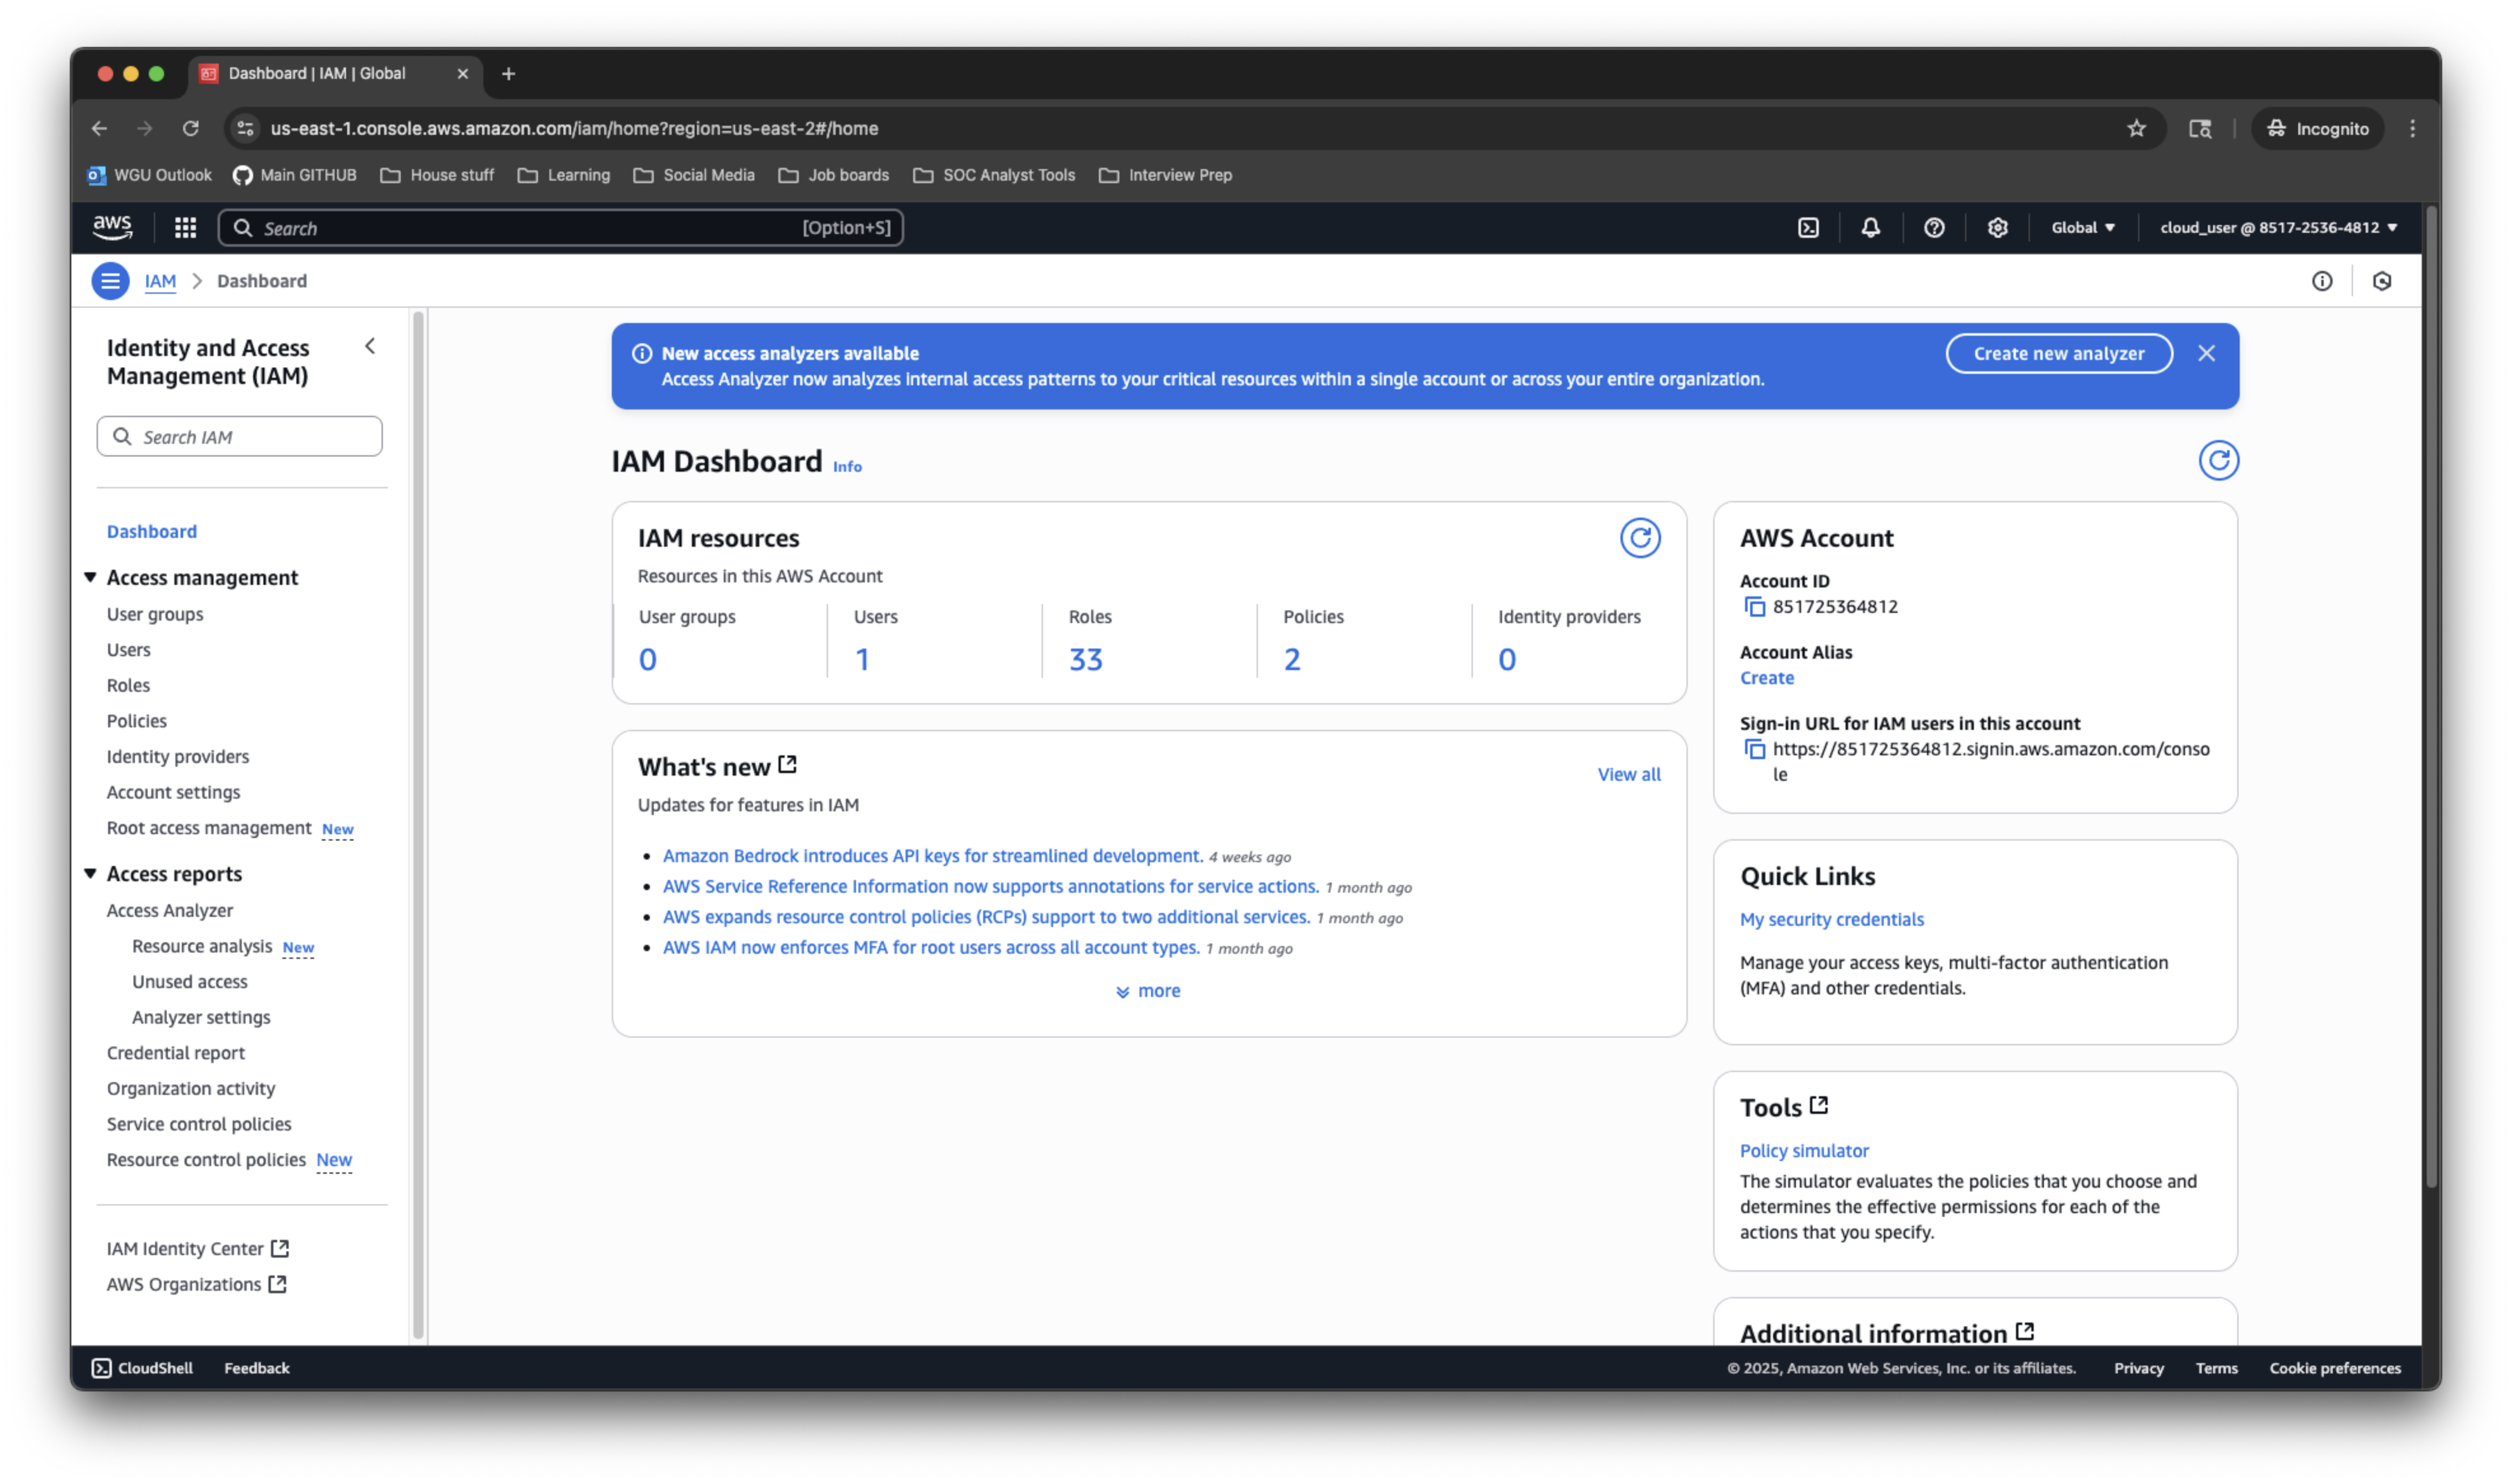 Dashboard | IAM | Global
us-east-1.console.aws.amazon.com/iam/home?region=us-east-2#/home
Incognito
WGU Outlook
Main GITHUB
House stuff
Learning
Social Media
Job boards
SOC Analyst Tools
Interview Prep
aws
Search
[Option+S]
Global
cloud_user @ 8517-2536-4812
IAM
Dashboard
Identity and Access
Management (IAM)
Search IAM
Dashboard
Access management
User groups
Users
Roles
Policies
Identity providers
Account settings
Root access management New
Access reports
Access Analyzer
Resource analysis New
Unused access
Analyzer settings
Credential report
Organization activity
Service control policies
Resource control policies New
IAM Identity Center
AWS Organizations
New access analyzers available
Access Analyzer now analyzes internal access patterns to your critical resources within a single account or across your entire organization.
Create new analyzer
IAM Dashboard Info
IAM resources
Resources in this AWS Account
User groups
0
Users
1
Roles
33
Policies
2
Identity providers
0
What's new
View all
Updates for features in IAM
Amazon Bedrock introduces API keys for streamlined development. 4 weeks ago
AWS Service Reference Information now supports annotations for service actions. 1 month ago
AWS expands resource control policies (RCPs) support to two additional services. 1 month ago
AWS IAM now enforces MFA for root users across all account types. 1 month ago
more
AWS Account
Account ID
851725364812
Account Alias
Create
Sign-in URL for IAM users in this account
https://851725364812.signin.aws.amazon.com/conso
le
Quick Links
My security credentials
Manage your access keys, multi-factor authentication
(MFA) and other credentials.
Tools
Policy simulator
The simulator evaluates the policies that you choose and
determines the effective permissions for each of the
actions that you specify.
Additional information
CloudShell
Feedback
© 2025, Amazon Web Services, Inc. or its affiliates.
Privacy
Terms
Cookie preferences